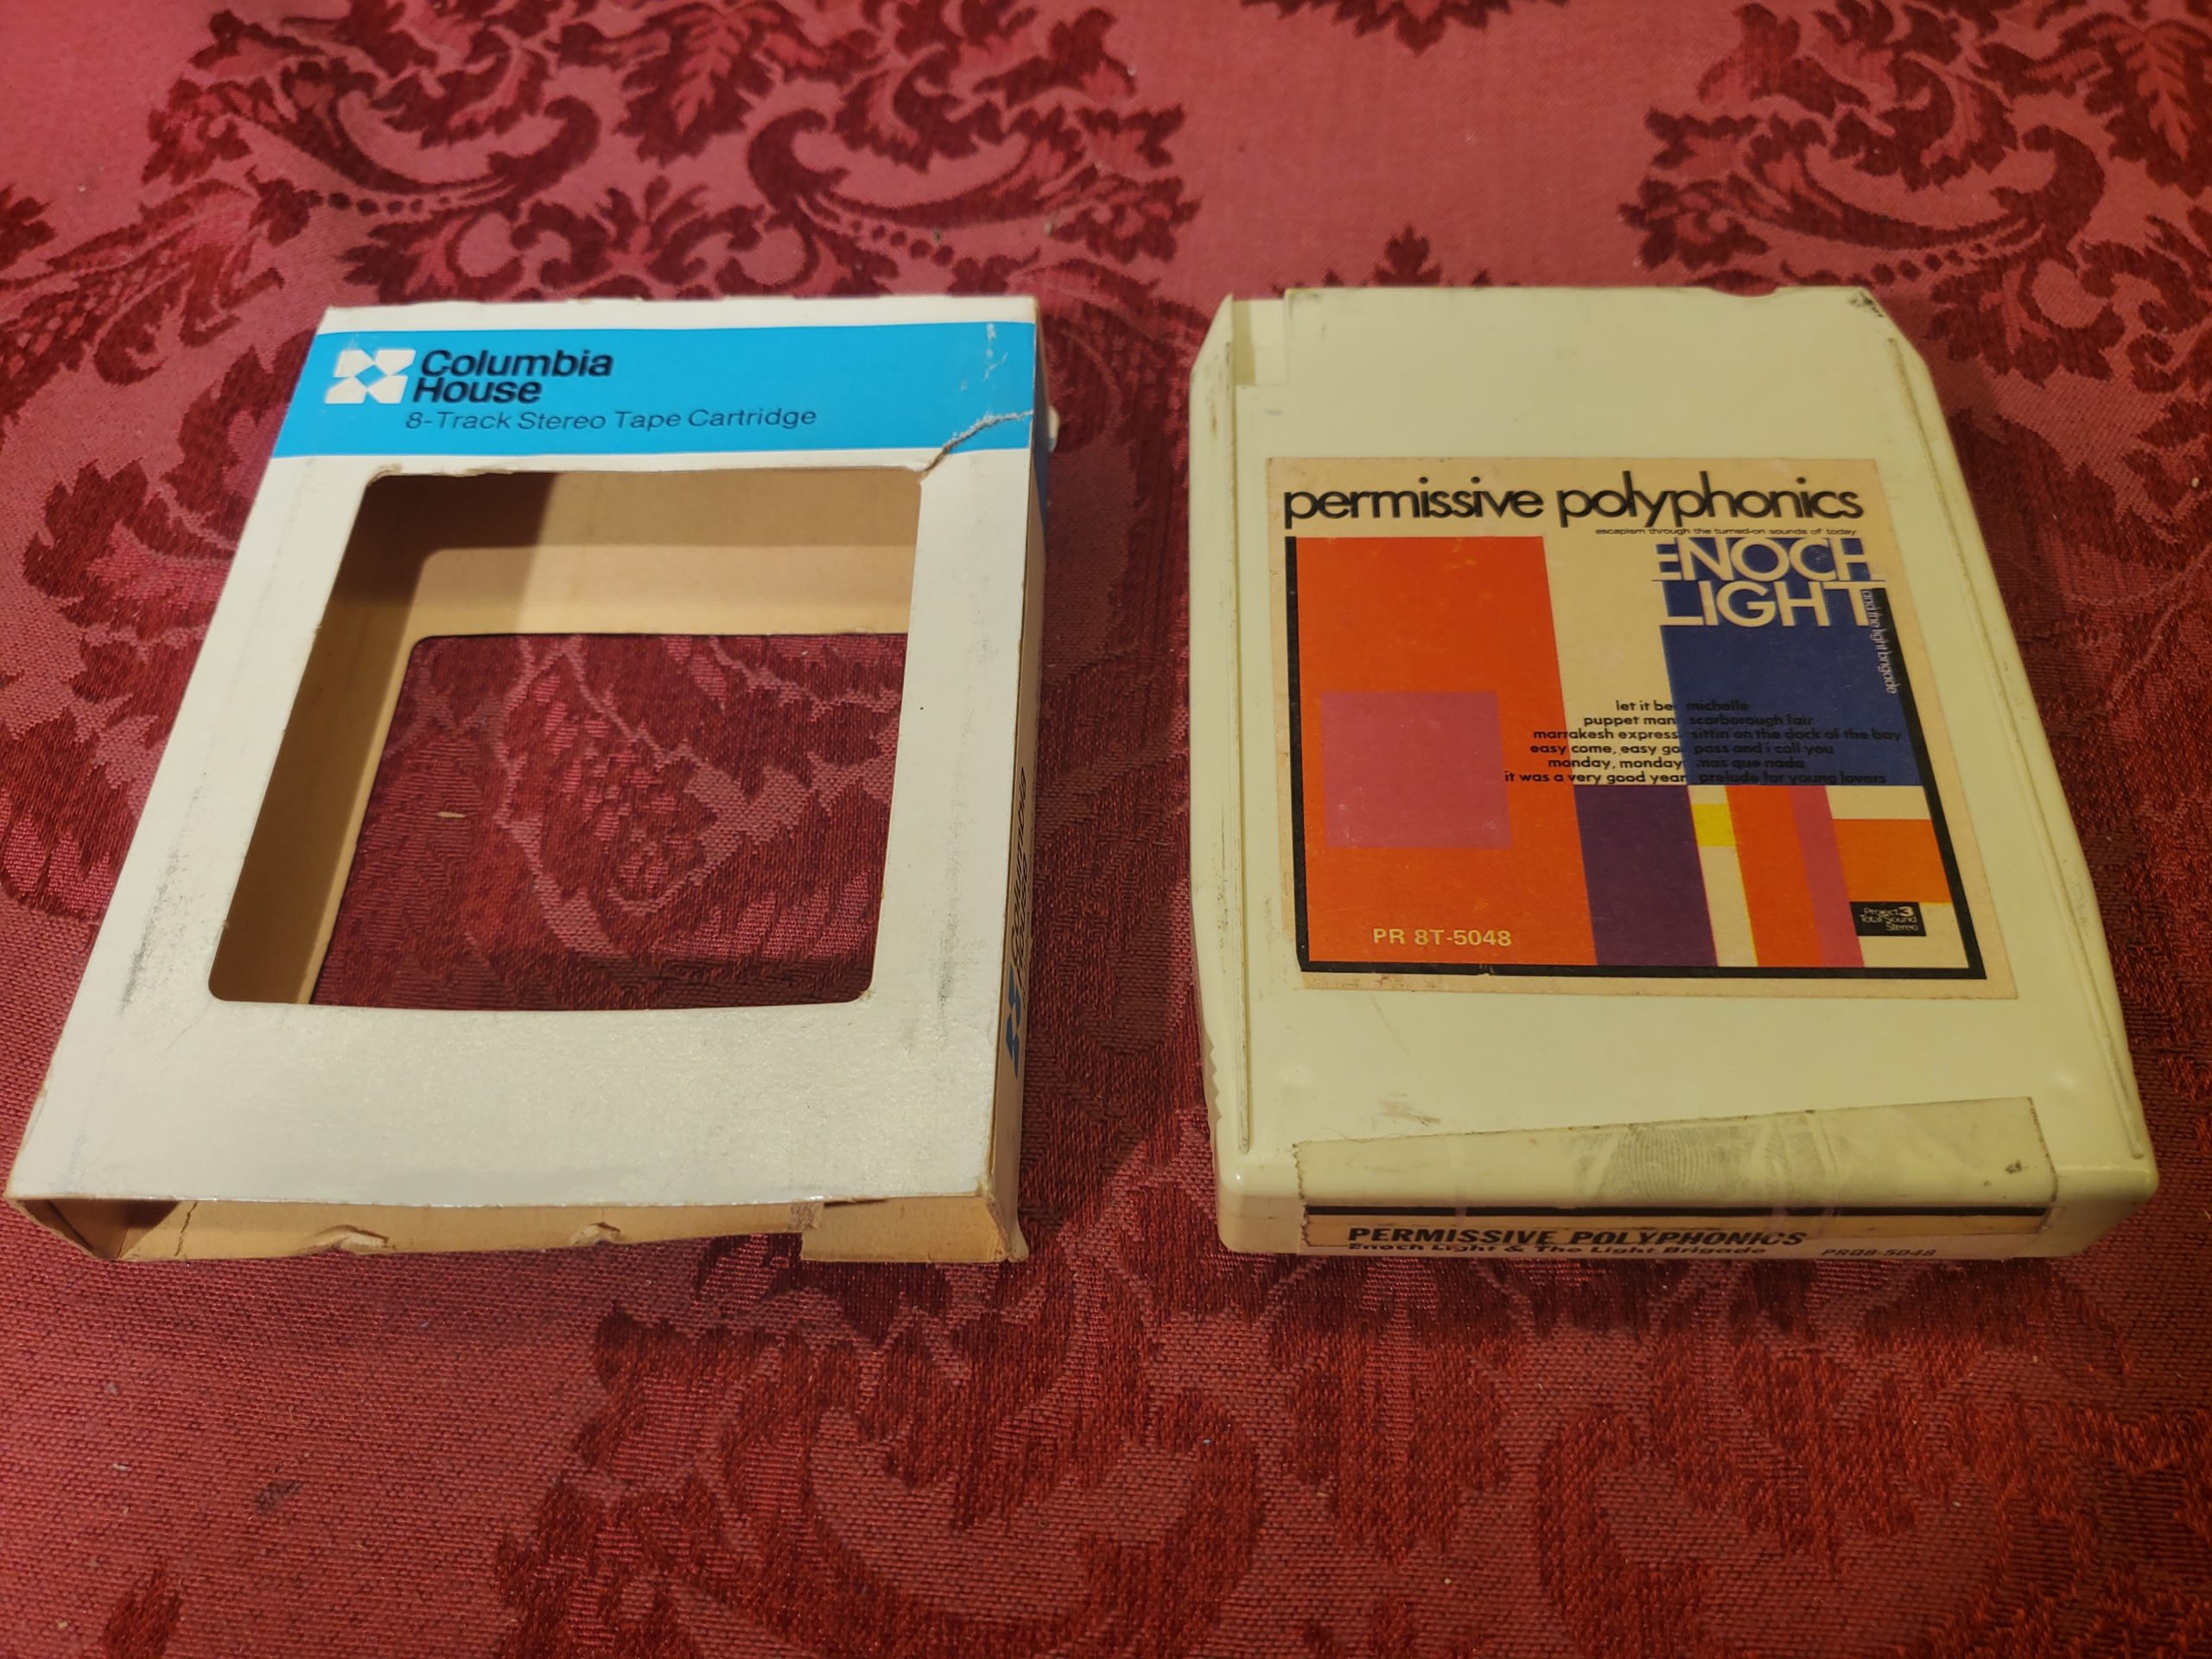 Columbia
House
8-Track Stereo Tape Cartridge
permissive polyphonics
escapism through the turned-on sounds of today
ENOCH
LIGHT
and the light brigade
let it be michelle
puppet man scarborough fair
marrakesh express sittin' on the dock of the bay
easy come, easy go pass and i call you
monday, monday mas que nada
it was a very good year prelude for young lovers
PR 8T-5048
Project 3
Total Sound
Stereo
PERMISSIVE POLYPHONICS
Enoch Light & The Light Brigade PRQ8-5048